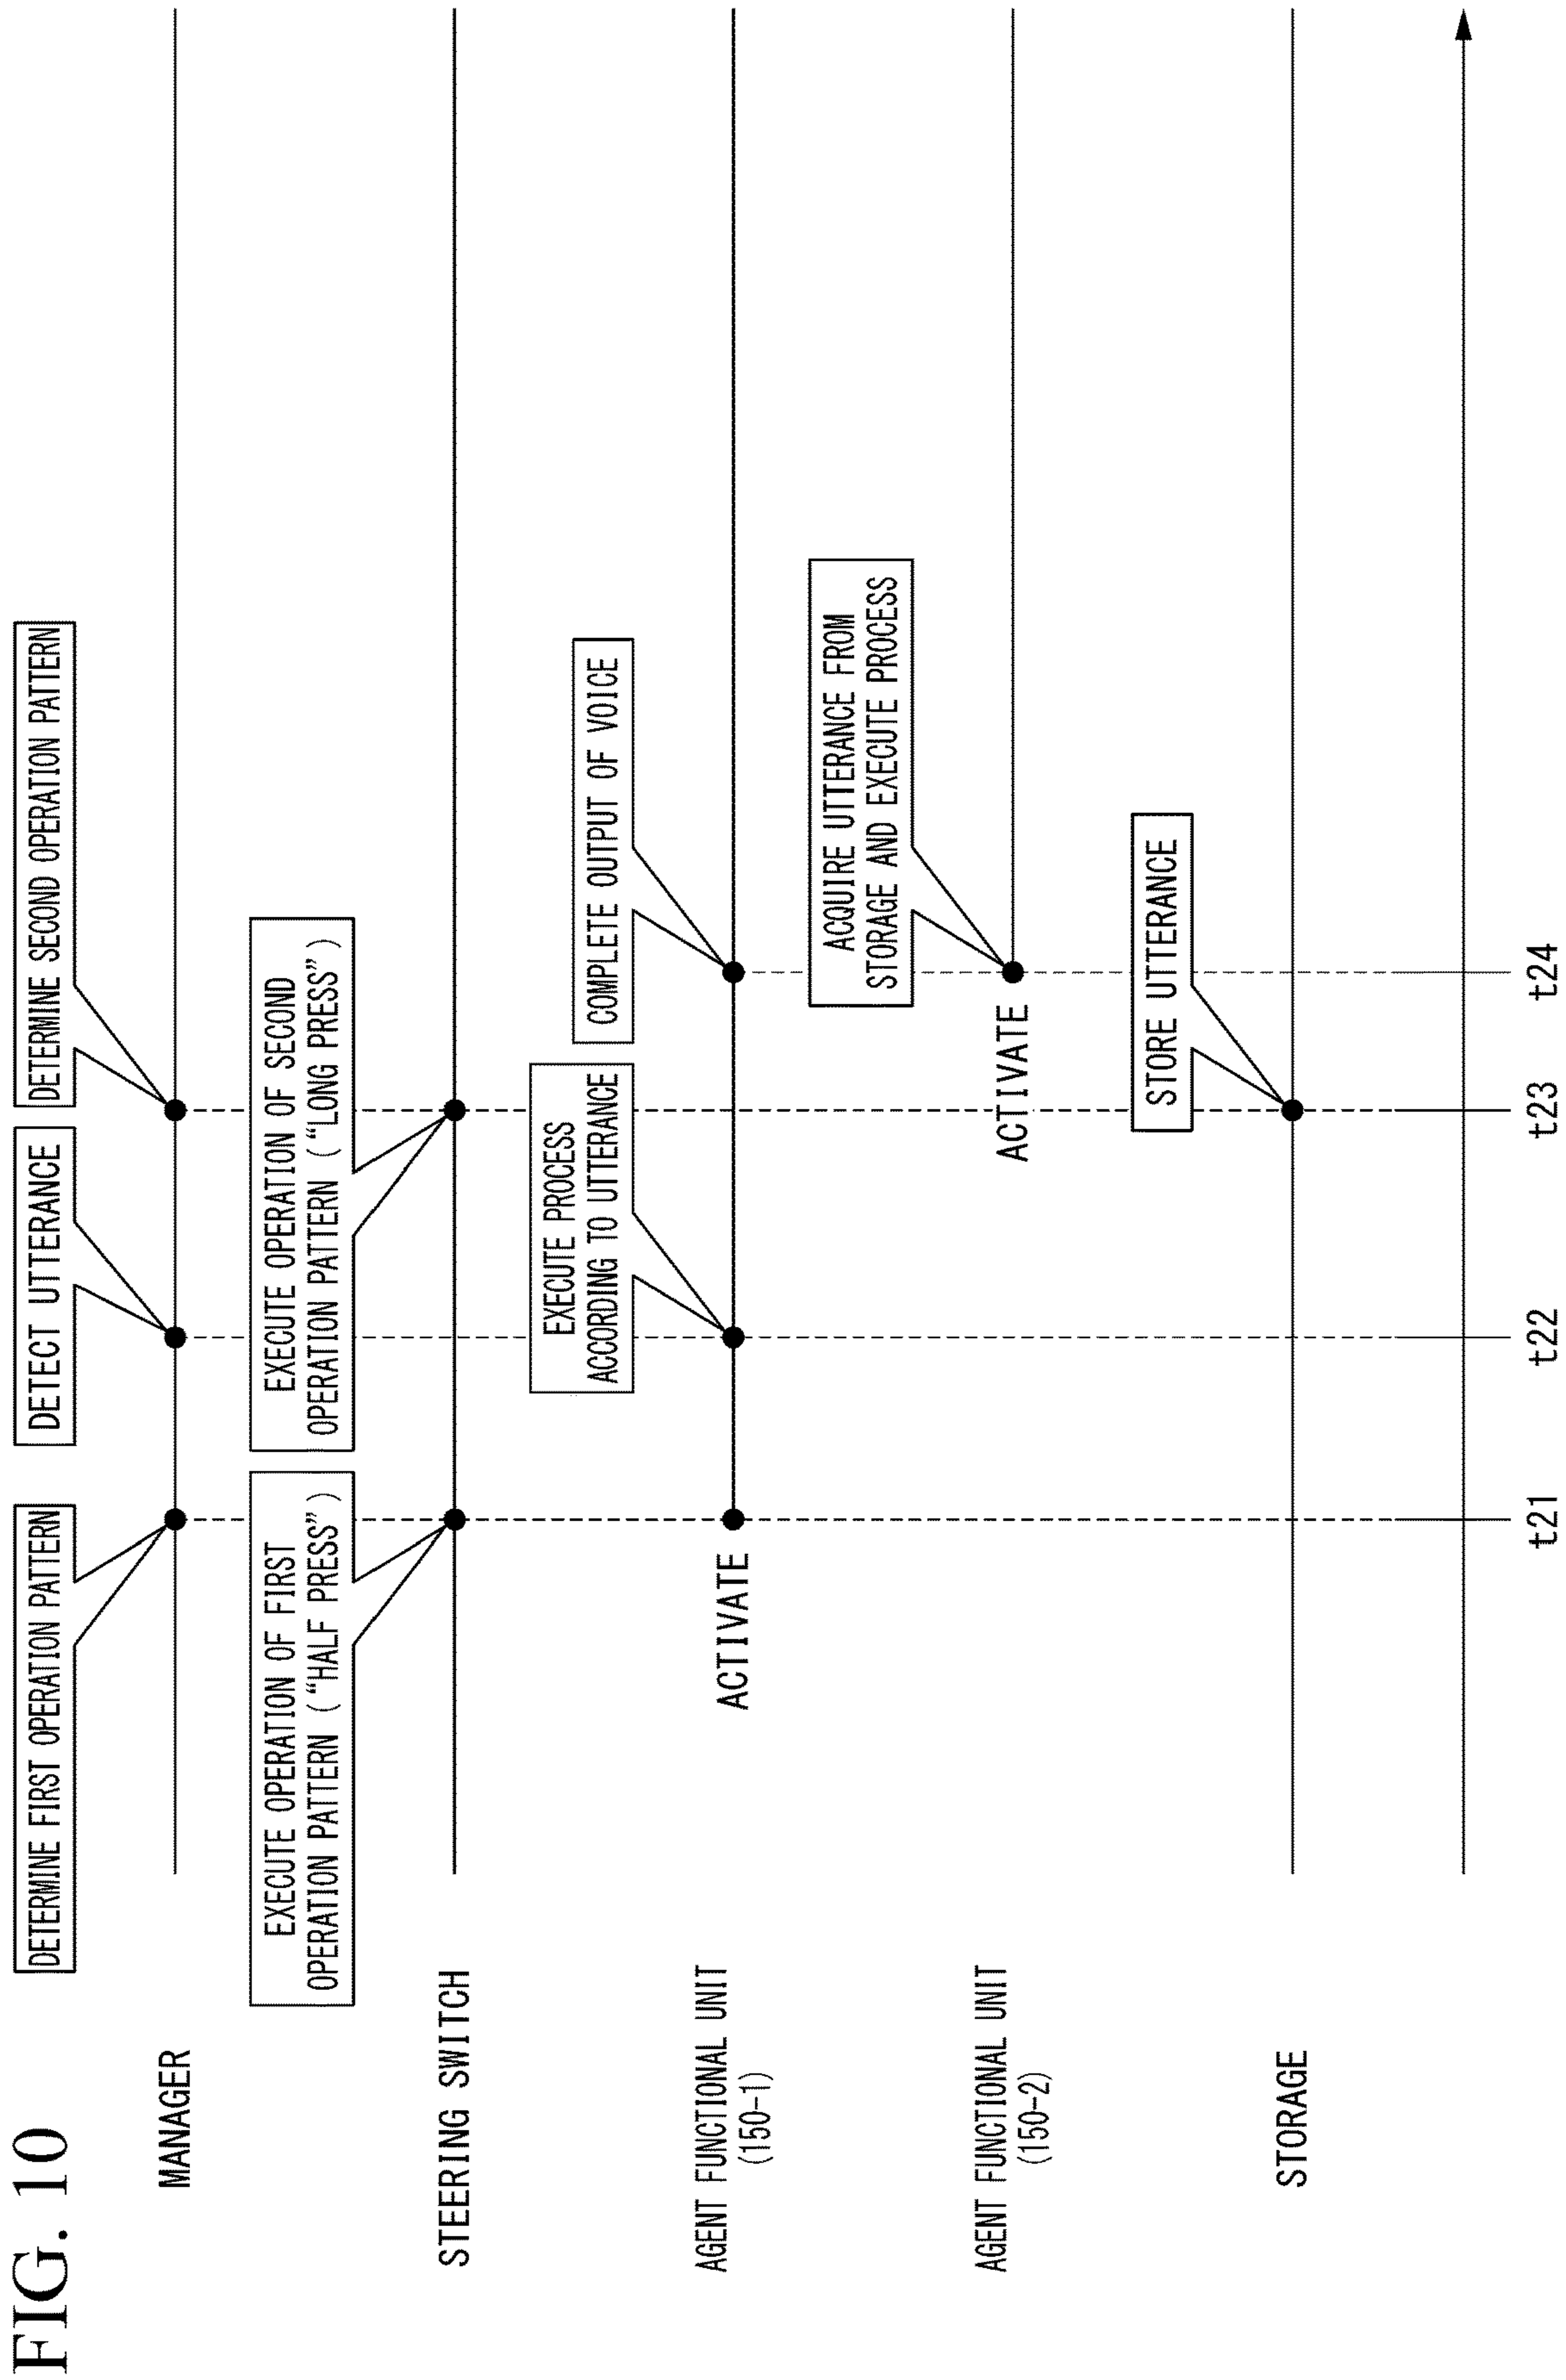 FIG. 10
DETERMINE FIRST OPERATION PATTERN
DETECT UTTERANCE
DETERMINE SECOND OPERATION PATTERN
MANAGER
EXECUTE OPERATION OF FIRST
OPERATION PATTERN (“HALF PRESS”)
EXECUTE OPERATION OF SECOND
OPERATION PATTERN (“LONG PRESS”)
STEERING SWITCH
EXECUTE PROCESS
ACCORDING TO UTTERANCE
COMPLETE OUTPUT OF VOICE
AGENT FUNCTIONAL UNIT
(150-1)
ACTIVATE
ACQUIRE UTTERANCE FROM
STORAGE AND EXECUTE PROCESS
AGENT FUNCTIONAL UNIT
(150-2)
ACTIVATE
STORE UTTERANCE
STORAGE
t21
t22
t23
t24